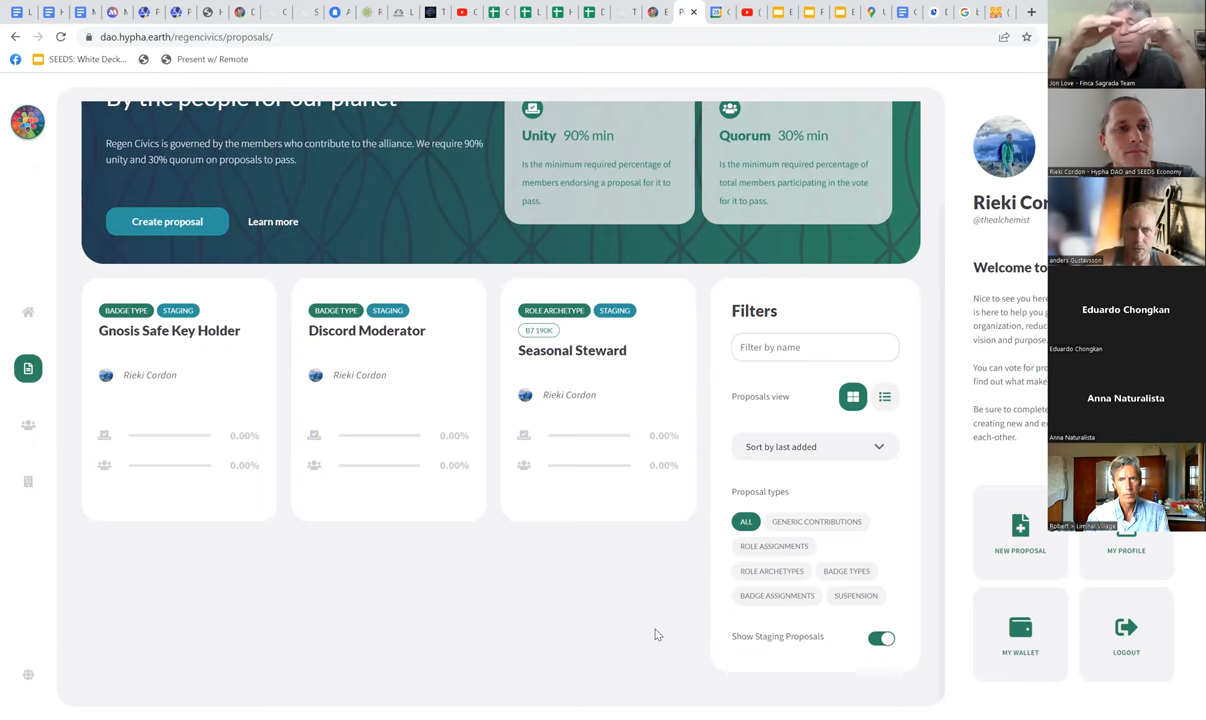 dao.hypha.earth/regencivics/proposals/
SEEDS: White Deck...
Present w/ Remote
By the people for our planet
Regen Civics is governed by the members who contribute to the alliance. We require 90%
unity and 30% quorum on proposals to pass.
Create proposal
Learn more
Unity 90% min
Is the minimum required percentage of
members endorsing a proposal for it to
pass.
Quorum 30% min
Is the minimum required percentage of
total members participating in the vote
for it to pass.
BADGE TYPE STAGING
Gnosis Safe Key Holder
Rieki Cordon
0.00%
0.00%
BADGE TYPE STAGING
Discord Moderator
Rieki Cordon
0.00%
0.00%
ROLE ARCHETYPE STAGING
B7 190K
Seasonal Steward
Rieki Cordon
0.00%
0.00%
Filters
Filter by name
Proposals view
Sort by last added
Proposal types
ALL GENERIC CONTRIBUTIONS
ROLE ASSIGNMENTS
ROLE ARCHETYPES BADGE TYPES
BADGE ASSIGNMENTS SUSPENSION
Show Staging Proposals
Rieki Cor
@thealchemist
Welcome to
Nice to see you here
is here to help you
organization, reduc
vision and purpose.
You can vote for pro
find out what make
Be sure to complete
creating new and ex
each-other.
NEW PROPOSAL
MY PROFILE
MY WALLET
LOGOUT
Jon Love - Finca Sagrada Team
Rieki Cordon - Hypha DAO and SEEDS Economy
anders Gustavsson
Eduardo Chongkan
Eduardo Chongkan
Anna Naturalista
Anna Naturalista
Robert > Liminal Village